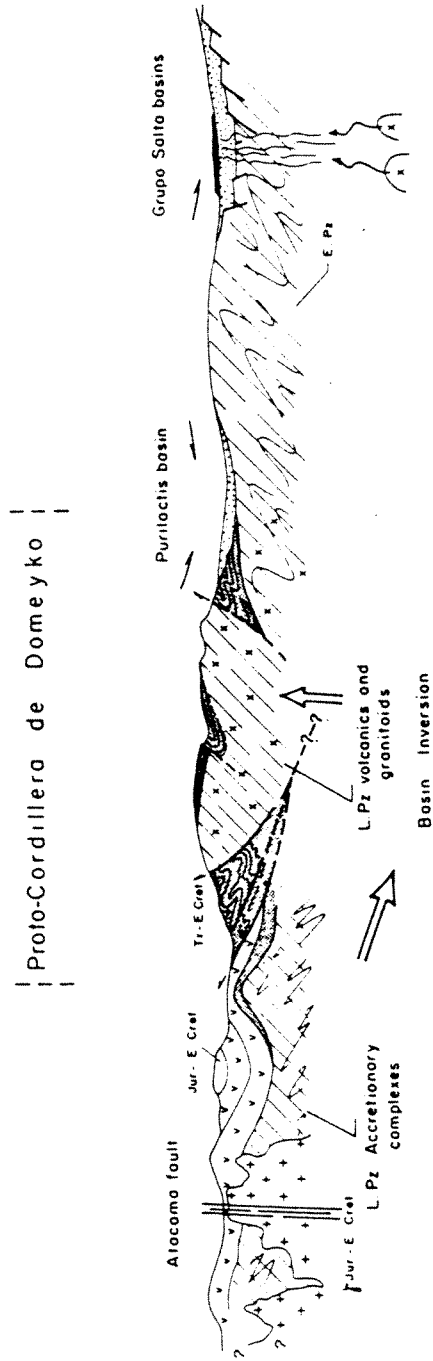 Proto-Cordillera de Domeyko
Atacama fault
Jur-E Cret
Tr-E Cret
Purilactis basin
Grupo Salta basins
?
?
Jur-E Cret
L.Pz Accretionary
complexes
?-?
L.Pz volcanics and
granitoids
E.Pz
Basin Inversion